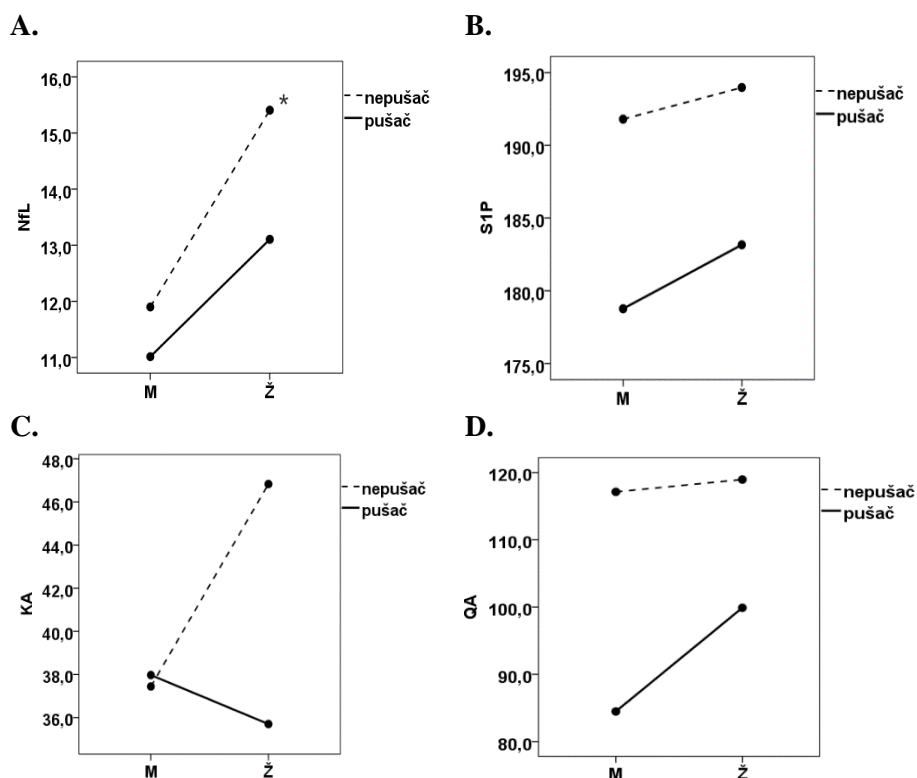 A.
16,0
15,0
14,0
13,0
12,0
11,0
NfL
M Ž
*
nepušač
pušač
B.
195,0
190,0
185,0
180,0
175,0
S1P
M Ž
nepušač
pušač
C.
48,0
46,0
44,0
42,0
40,0
38,0
36,0
KA
M Ž
nepušač
pušač
D.
120,0
110,0
100,0
90,0
80,0
QA
M Ž
nepušač
pušač